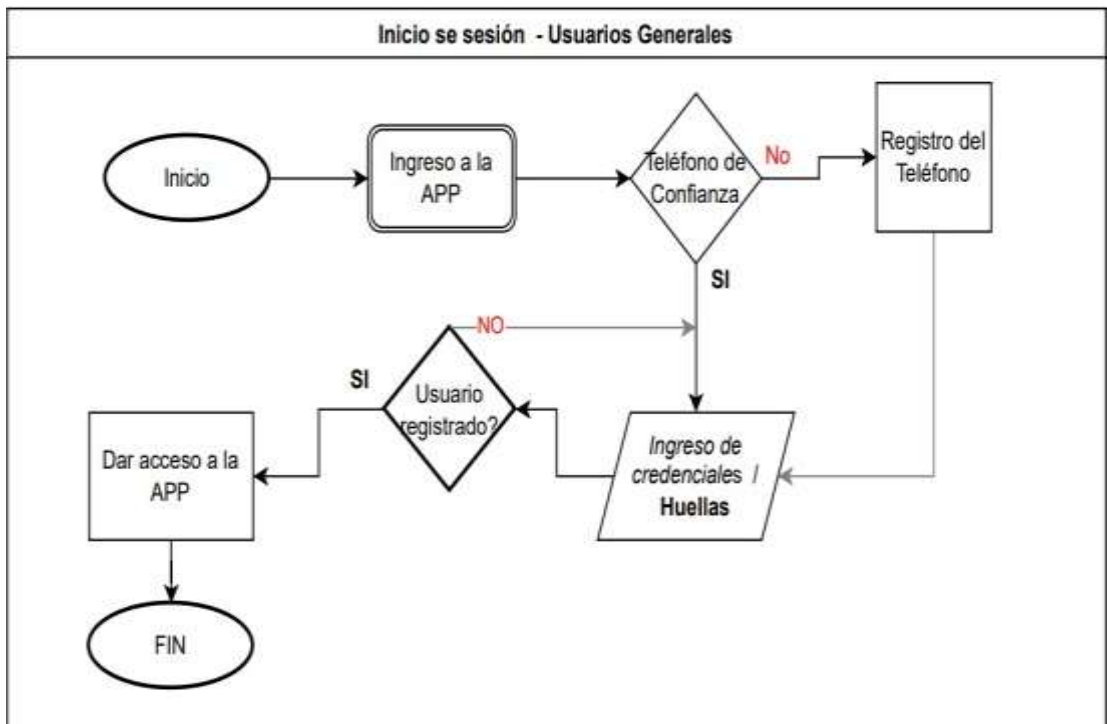 Inicio se sesión - Usuarios Generales
Inicio
Ingreso a la
APP
Teléfono de
Confianza
No
Registro del
Teléfono
SI
NO
SI
Usuario
registrado?
Dar acceso a la
APP
Ingreso de
credenciales /
Huellas
FIN